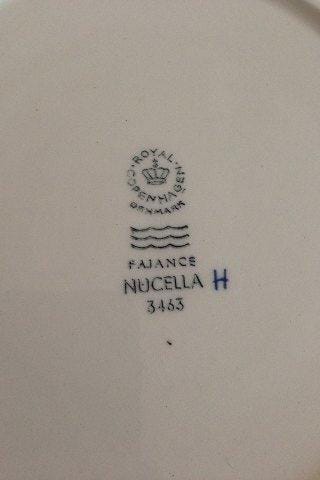 ROYAL
COPENHAGEN
DENMARK
FAJANCE
NUCELLA H
3463